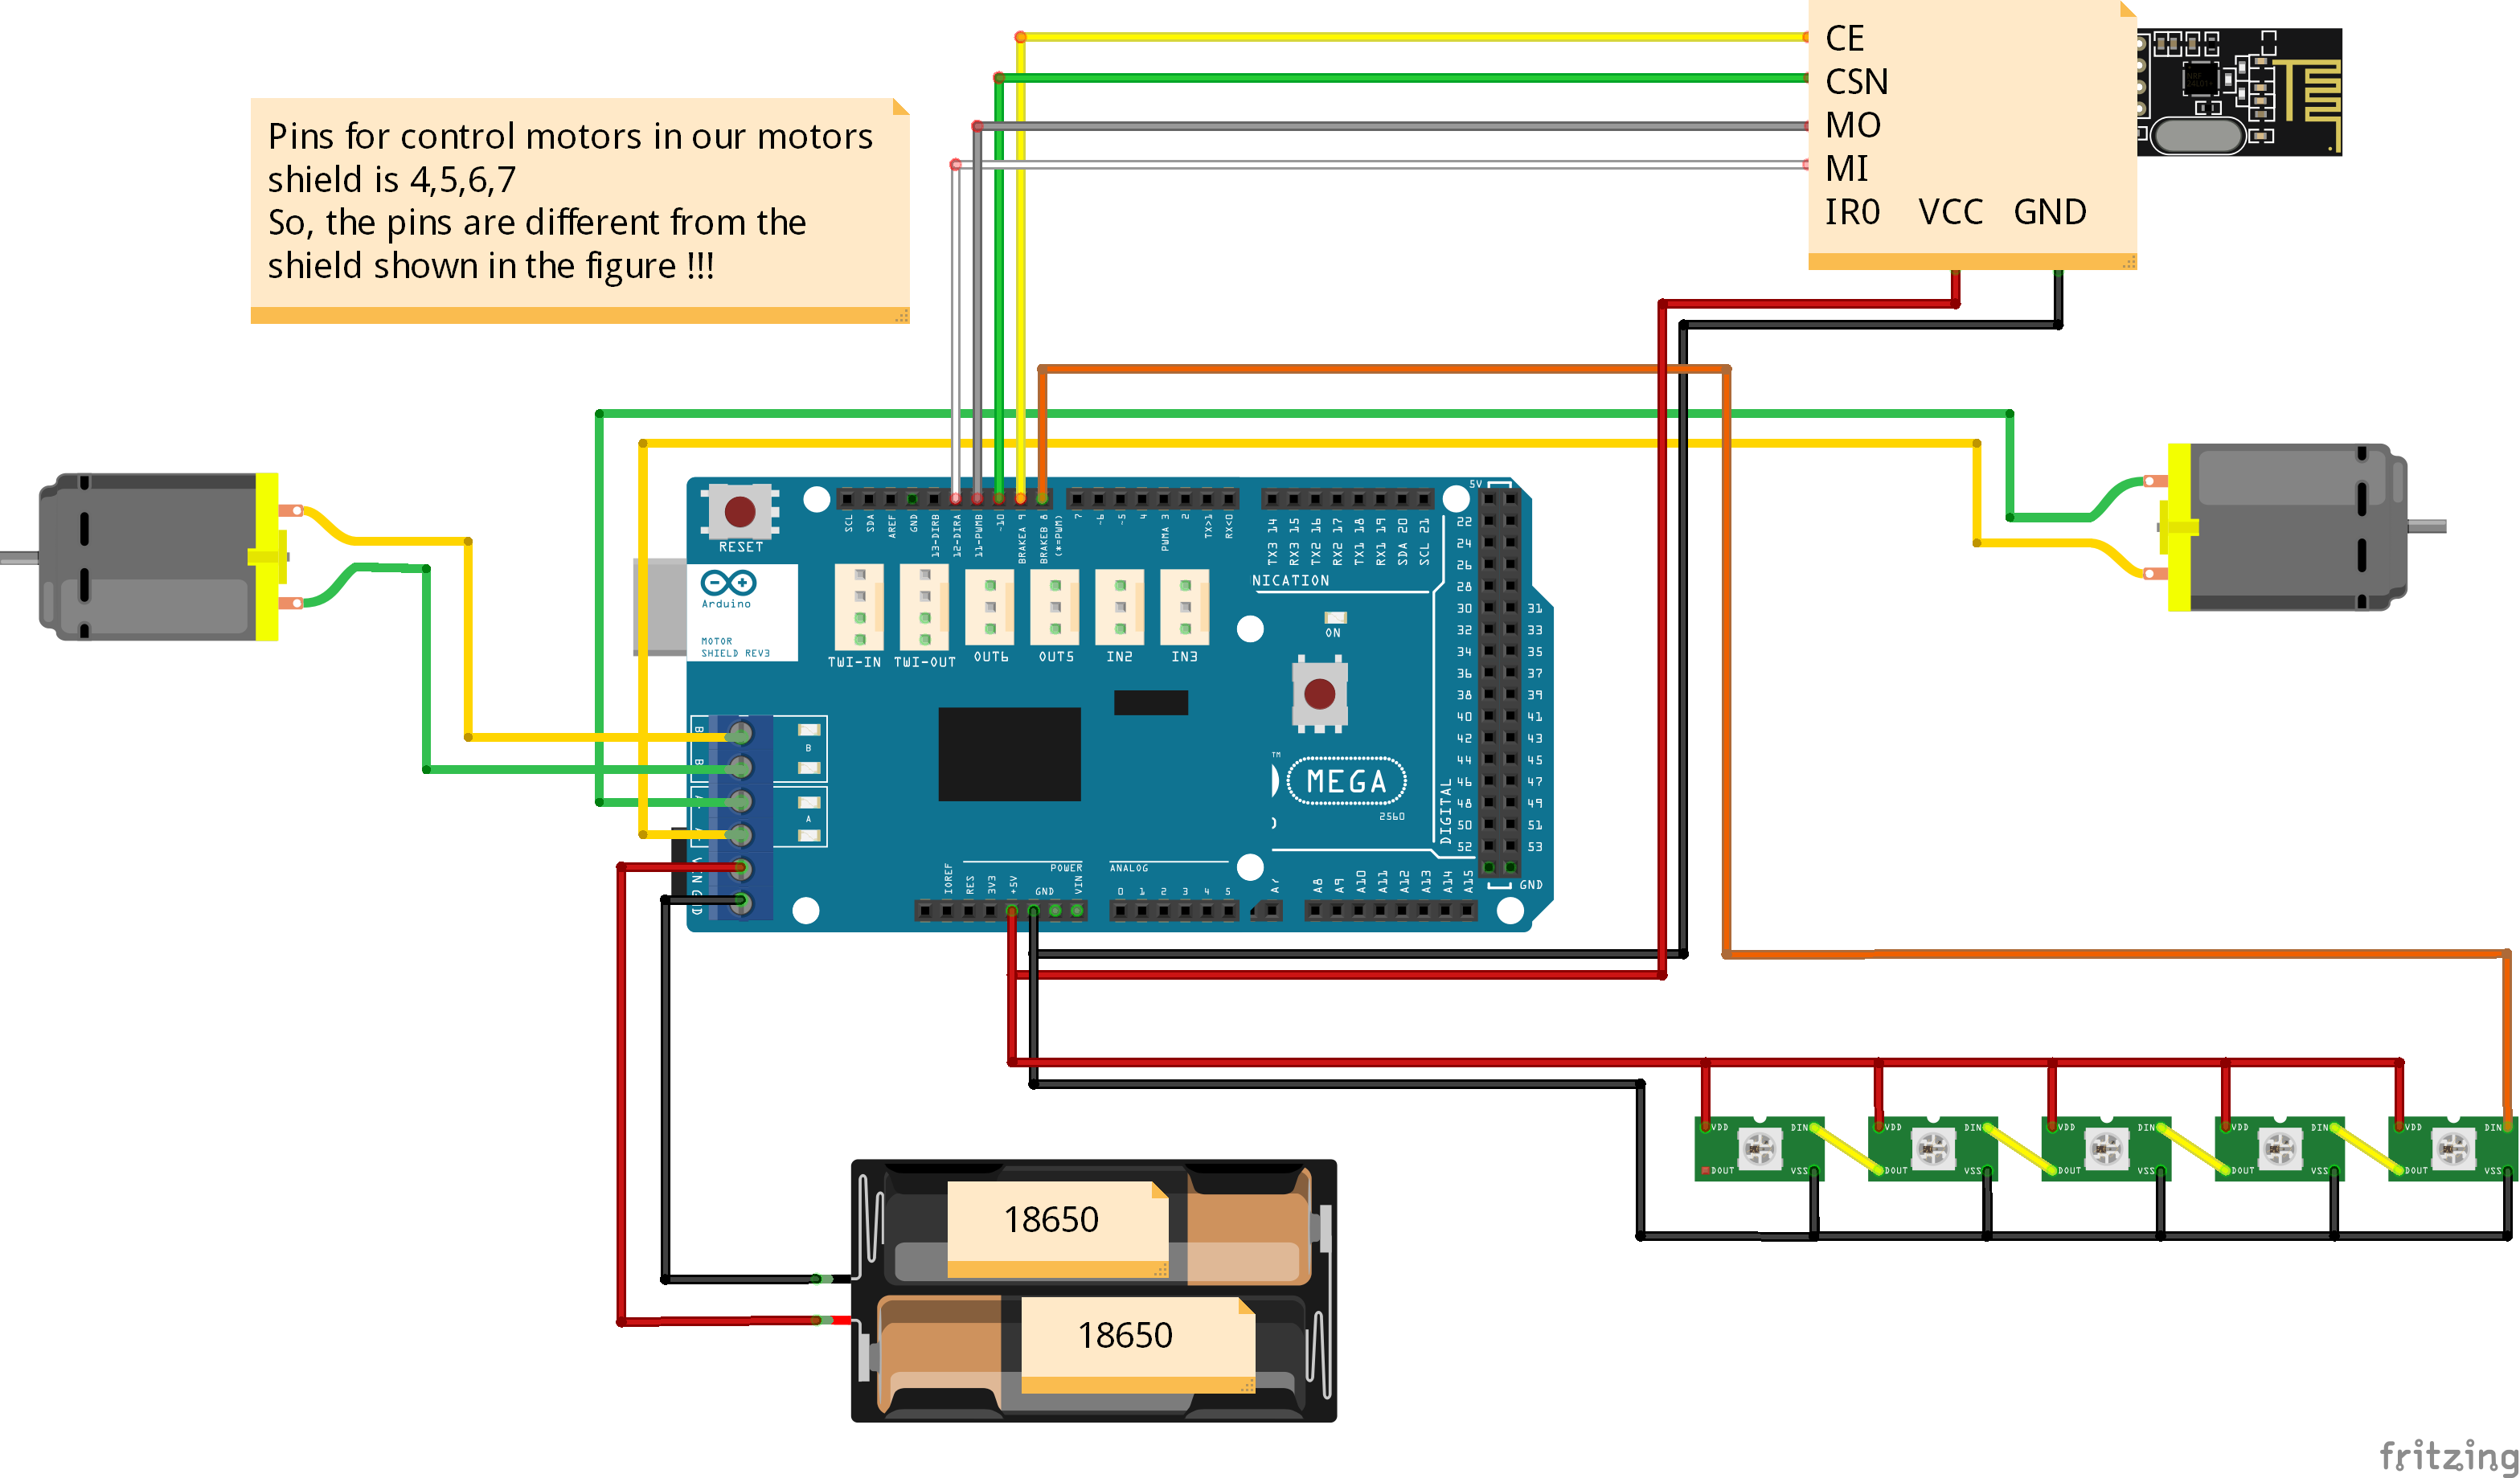 CE
CSN
MO
MI
IR0 VCC GND
Pins for control motors in our motors
shield is 4,5,6,7
So, the pins are different from the
shield shown in the figure !!!
RESET
SCL
SDA
AREF
GND
13-DIRB
12-DIRA
11-PWMB
~10
BRAKEA 9
BRAKEB 8
(*=PWM)
7
~6
~5
4
PWMA 3
2
TX>1
RX<0
TX3 14
RX3 15
TX2 16
RX2 17
TX1 18
RX1 19
SDA 20
SCL 21
5V
22
24
26
28
30 31
32 33
34 35
36 37
38 39
40 41
42 43
44 45
46 47
48 49
50 51
52 53
GND
DIGITAL
NICATION
ON
Arduino
MOTOR
SHIELD REV3
TWI-IN TWI-OUT OUT6 OUT5 IN2 IN3
B
A
TM
MEGA
2560
POWER
ANALOG
IOREF
RES
3V3
+5V
GND
VIN
0 1 2 3 4 5
A8
A9
A10
A11
A12
A13
A14
A15
VDD DIN VDD DIN VDD DIN VDD DIN VDD DIN
DOUT VSS DOUT VSS DOUT VSS DOUT VSS DOUT VSS
18650
18650
fritzing